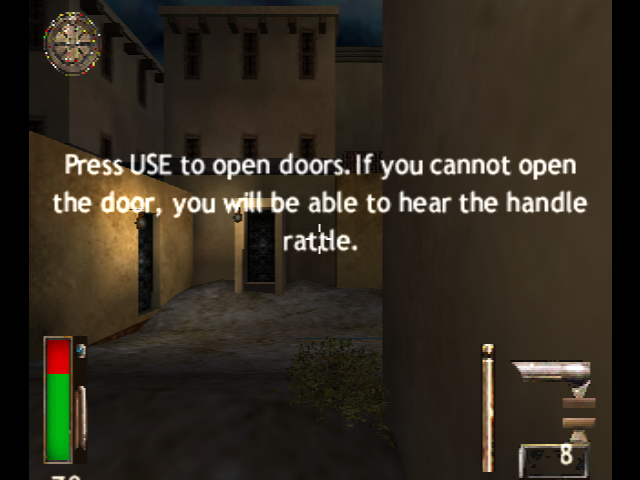 Press USE to open doors. If you cannot open
the door, you will be able to hear the handle
rattle.
8